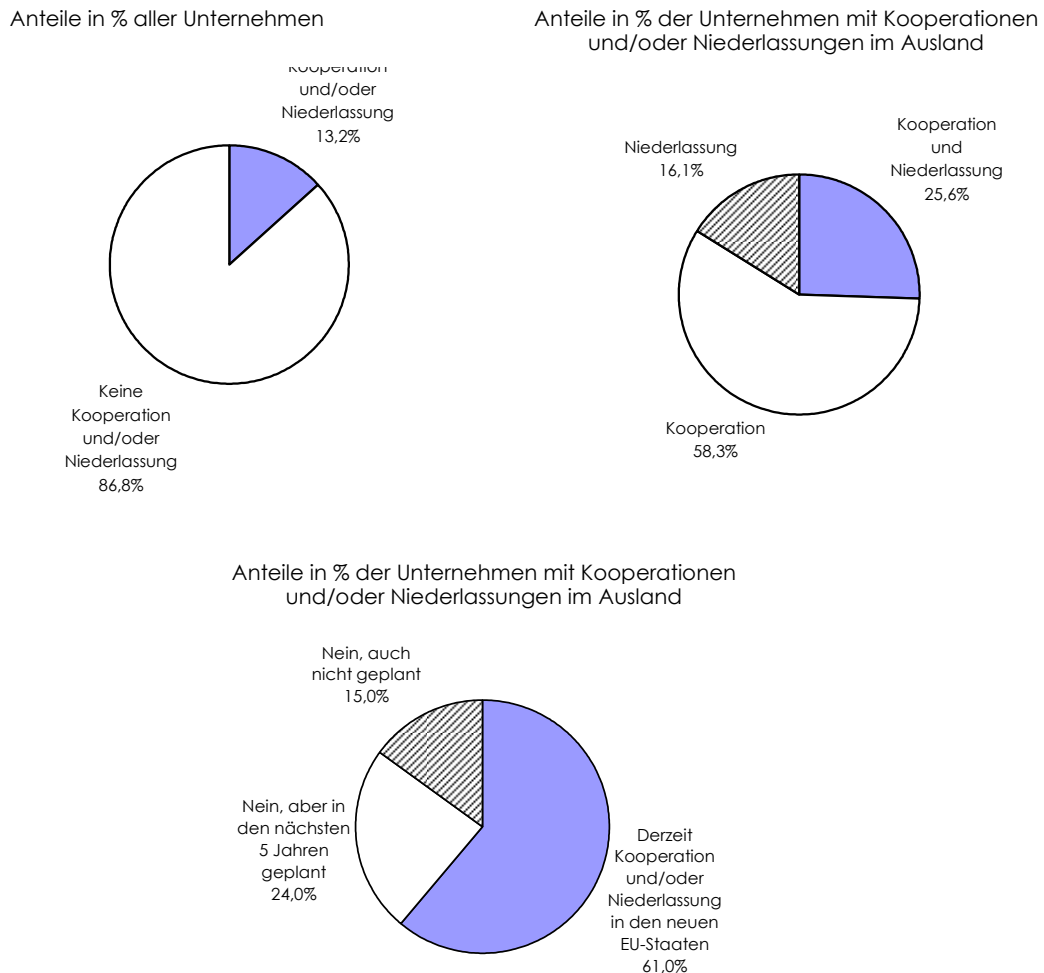 Anteile in % aller Unternehmen
Kooperation
und/oder
Niederlassung
13,2%
Keine
Kooperation
und/oder
Niederlassung
86,8%
Anteile in % der Unternehmen mit Kooperationen
und/oder Niederlassungen im Ausland
Niederlassung
16,1%
Kooperation
und
Niederlassung
25,6%
Kooperation
58,3%
Anteile in % der Unternehmen mit Kooperationen
und/oder Niederlassungen im Ausland
Nein, auch
nicht geplant
15,0%
Nein, aber in
den nächsten
5 Jahren
geplant
24,0%
Derzeit
Kooperation
und/oder
Niederlassung
in den neuen
EU-Staaten
61,0%